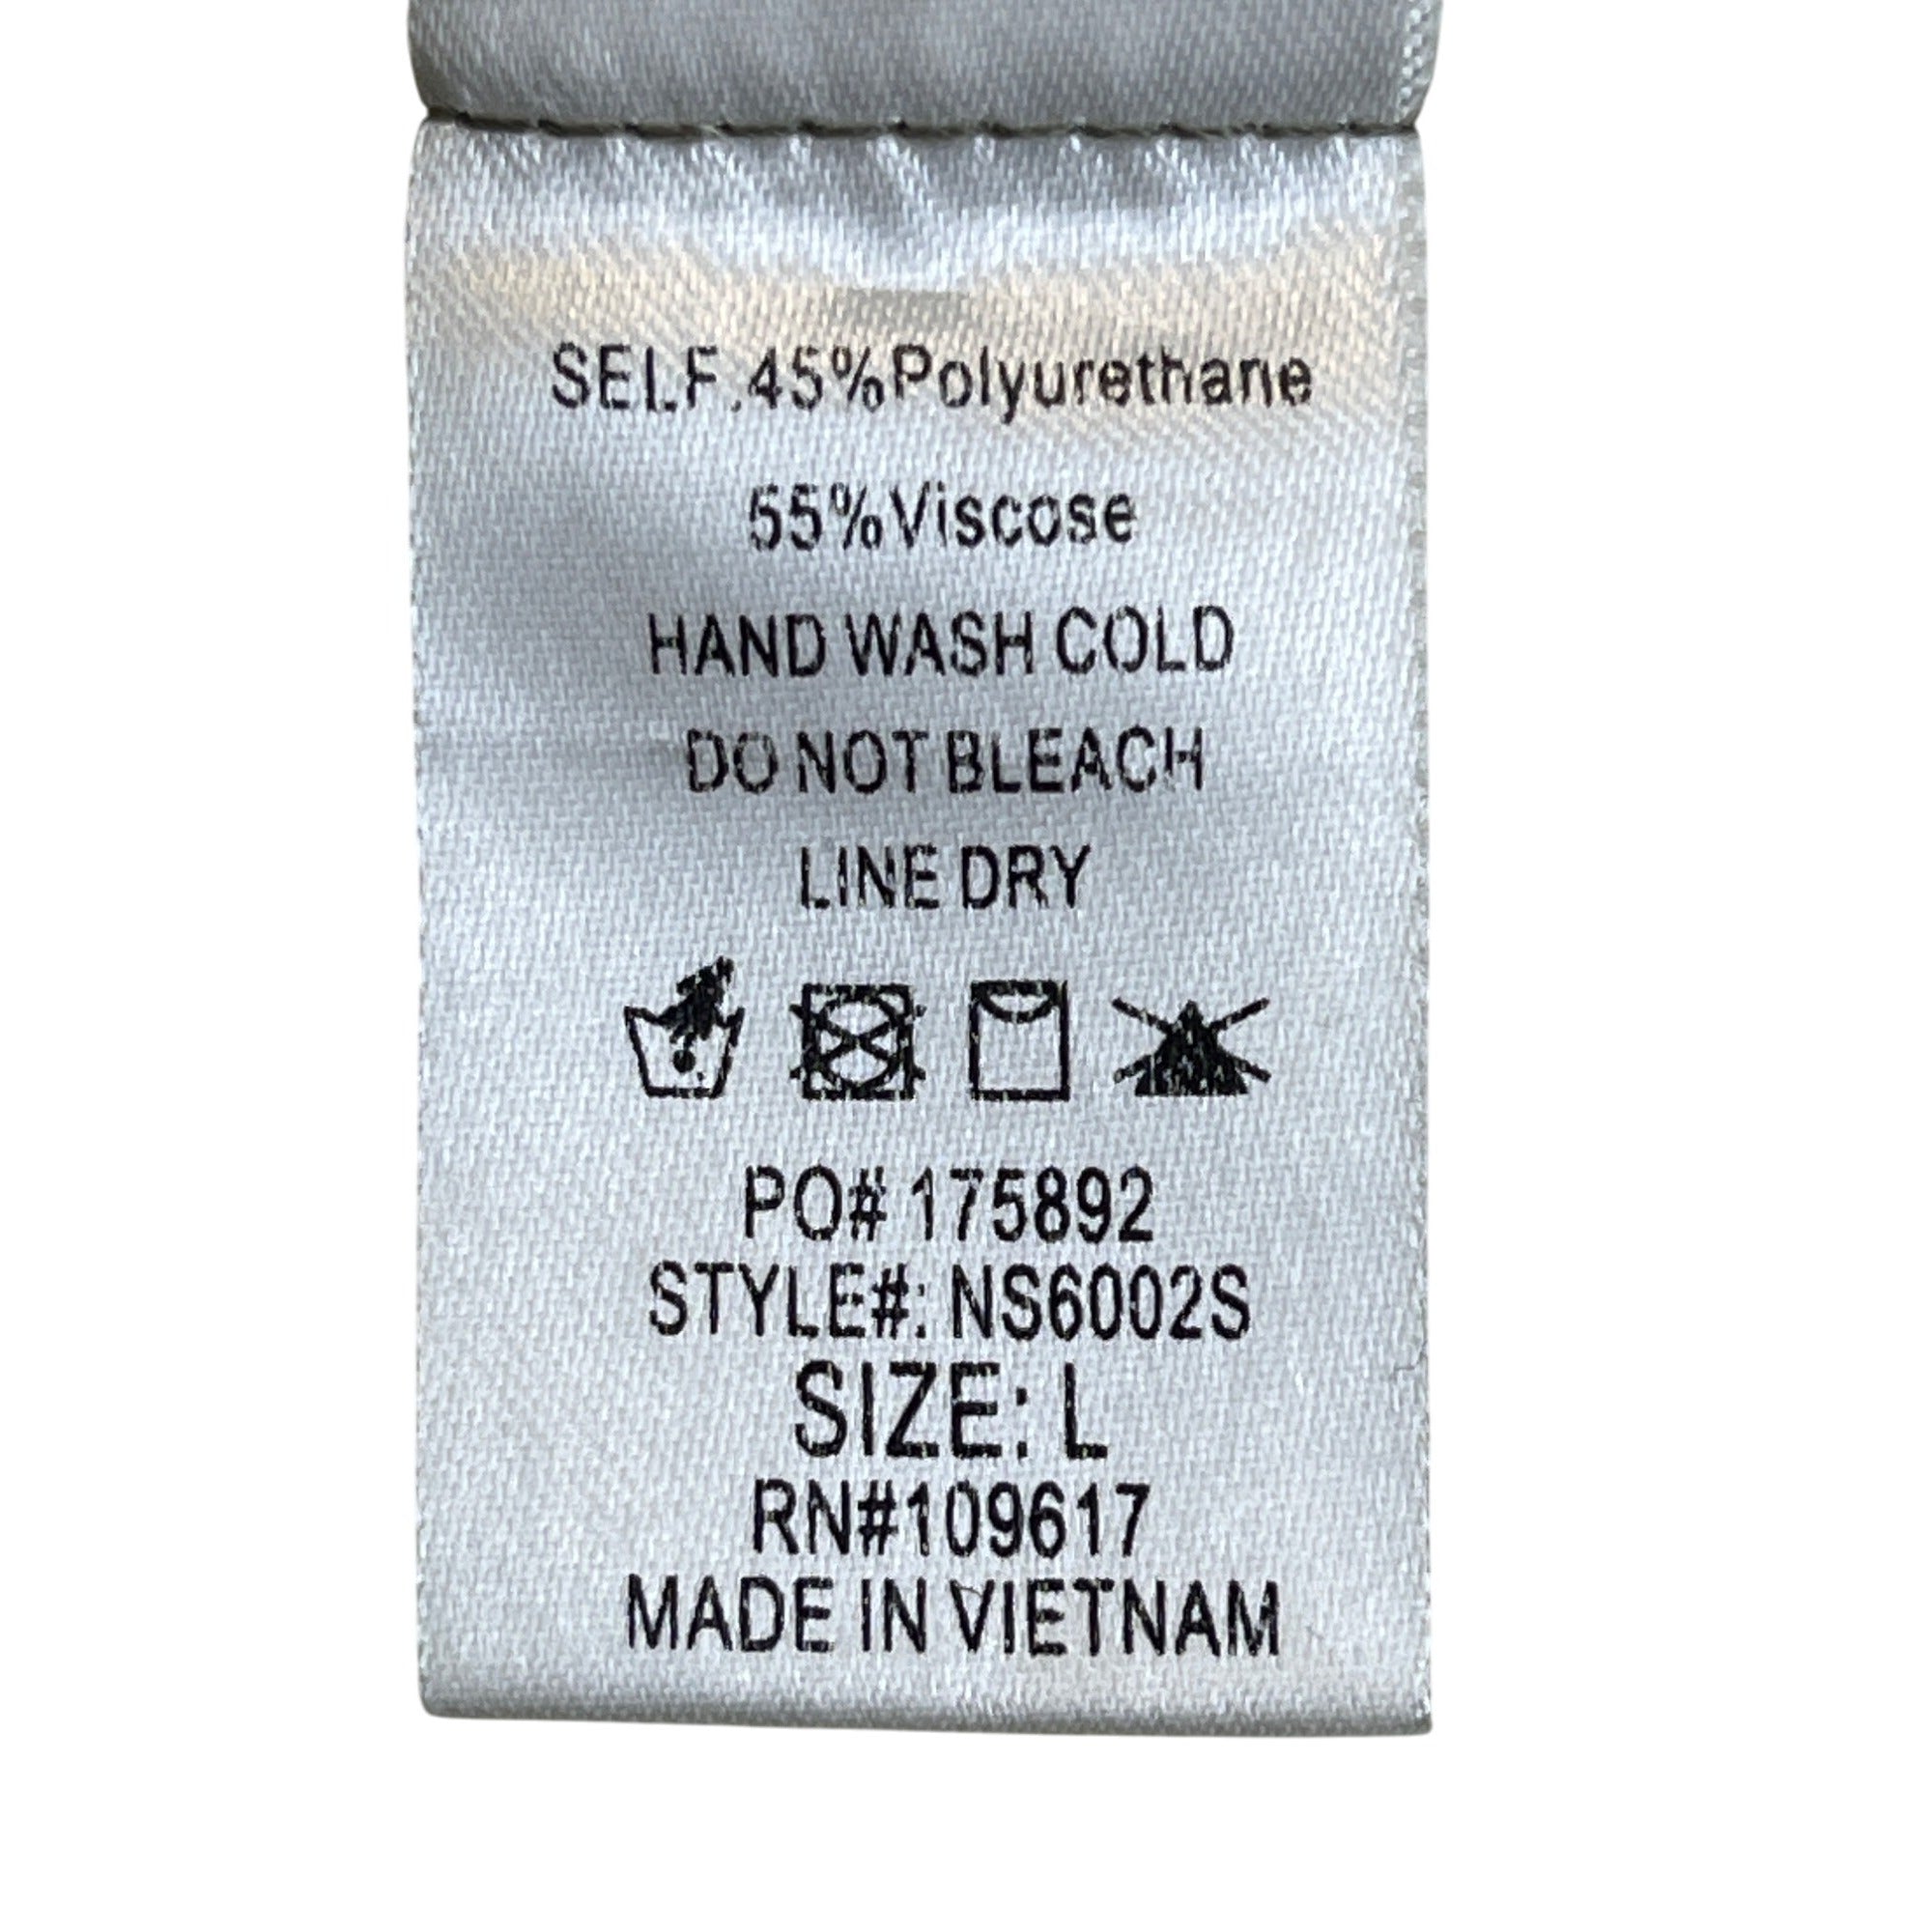 SELF.45%Polyurethane
55%Viscose
HAND WASH COLD
DO NOT BLEACH
LINE DRY
PO# 175892
STYLE#: NS6002S
SIZE: L
RN#109617
MADE IN VIETNAM